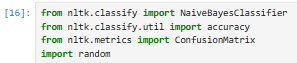 [16]: from nltk.classify import NaiveBayesClassifier
from nltk.classify.util import accuracy
from nltk.metrics import ConfusionMatrix
import random